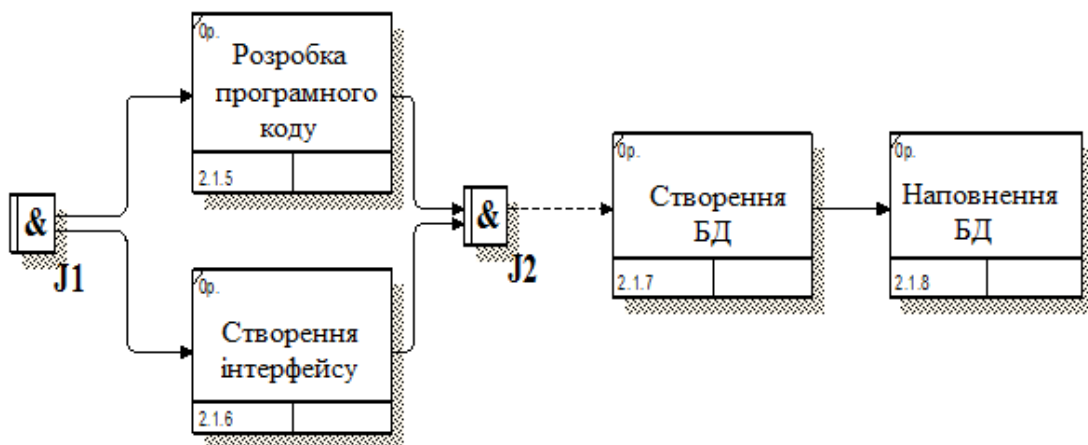 0р.
Розробка
програмного
коду
2.1.5
&
J1
0р.
Створення
інтерфейсу
2.1.6
&
J2
0р.
Створення
БД
2.1.7
0р.
Наповнення
БД
2.1.8